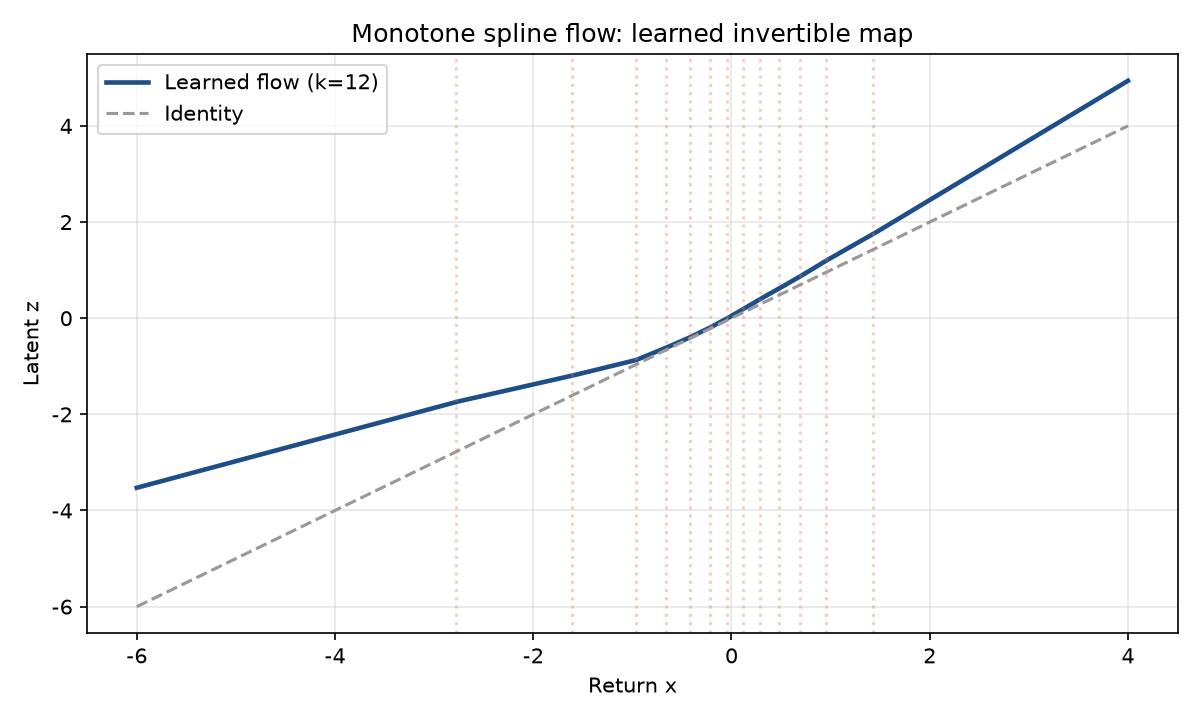 Monotone spline flow: learned invertible map
Learned flow (k=12)
Identity
4
2
0
-2
-4
-6
Latent z
-6
-4
-2
0
2
4
Return x